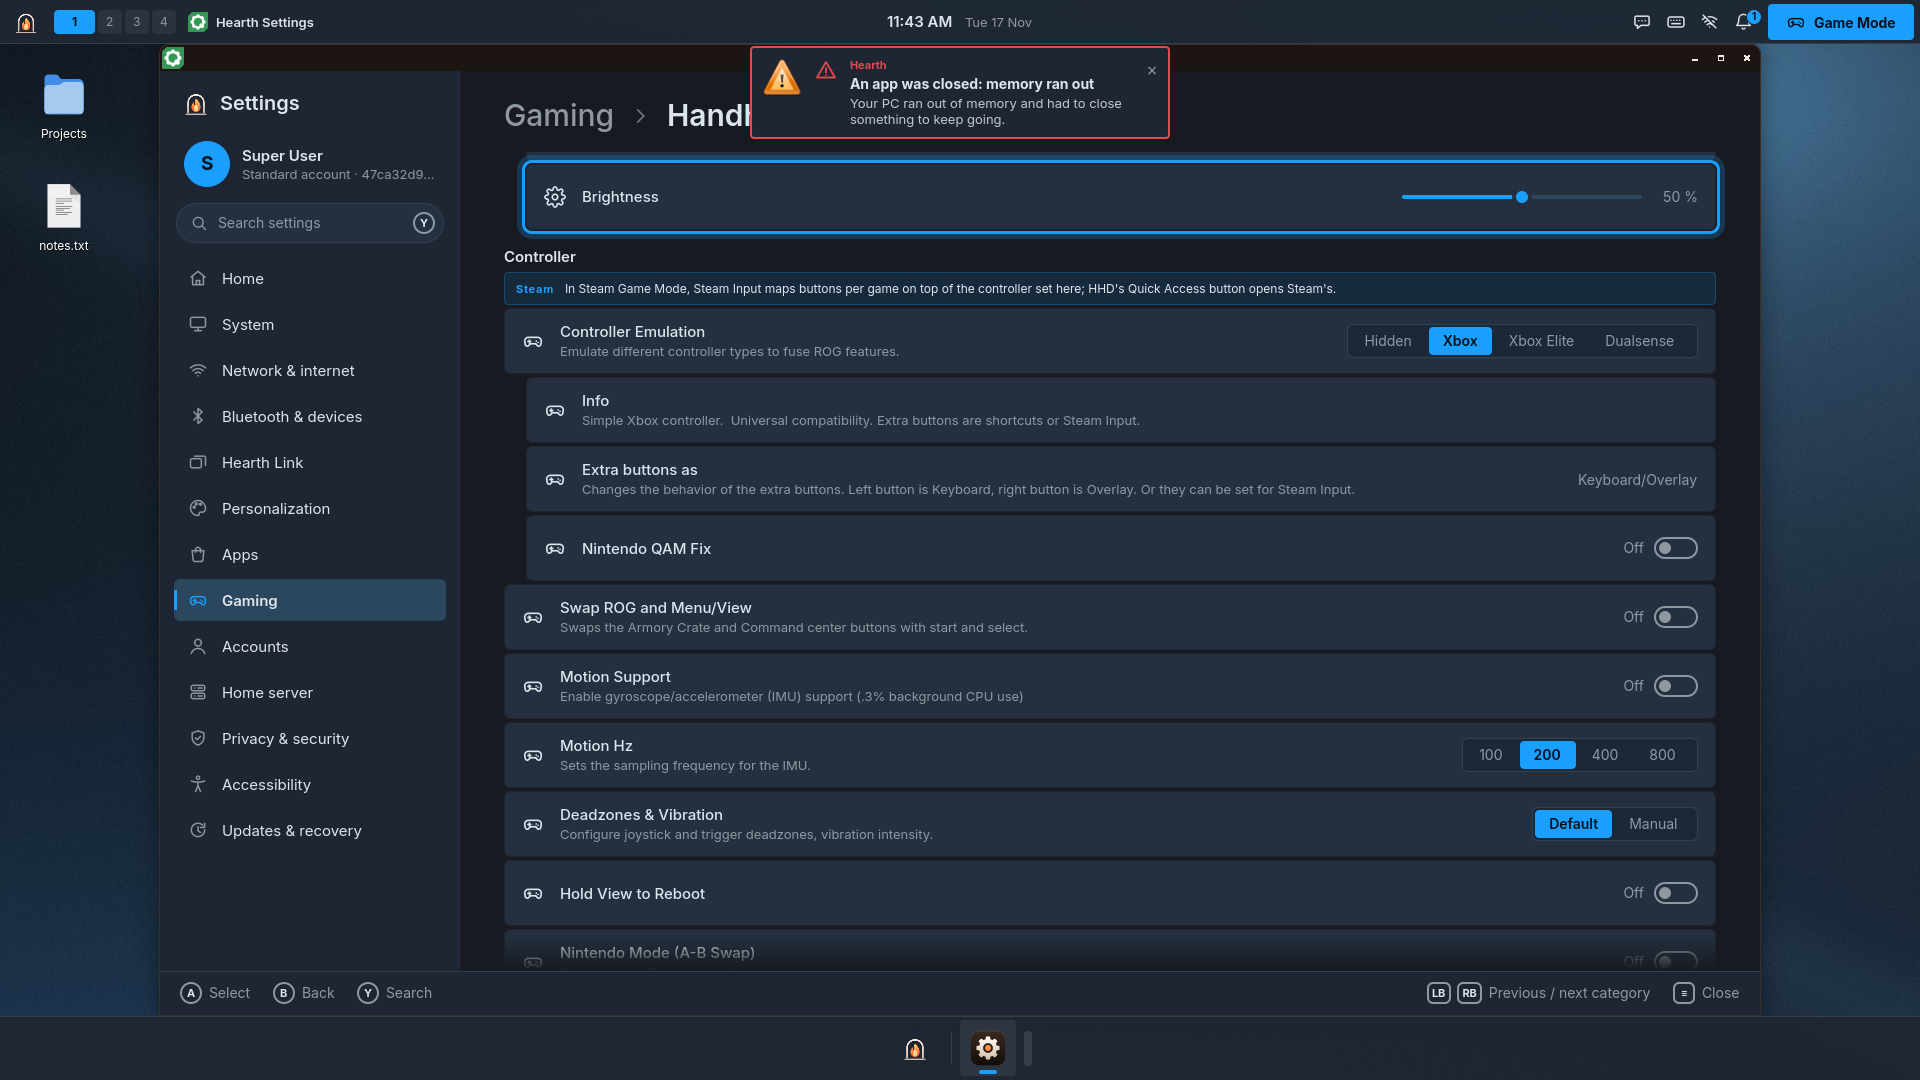 1 2 3 4 Hearth Settings
11:43 AM Tue 17 Nov
1
Game Mode
Projects
notes.txt
Hearth
An app was closed: memory ran out
Your PC ran out of memory and had to close
something to keep going.
Settings
S
Super User
Standard account · 47ca32d9...
Search settings Y
Home
System
Network & internet
Bluetooth & devices
Hearth Link
Personalization
Apps
Gaming
Accounts
Home server
Privacy & security
Accessibility
Updates & recovery
Gaming
Brightness 50 %
Controller
Steam In Steam Game Mode, Steam Input maps buttons per game on top of the controller set here; HHD's Quick Access button opens Steam's.
Controller Emulation
Emulate different controller types to fuse ROG features.
Hidden Xbox Xbox Elite Dualsense
Info
Simple Xbox controller. Universal compatibility. Extra buttons are shortcuts or Steam Input.
Extra buttons as
Changes the behavior of the extra buttons. Left button is Keyboard, right button is Overlay. Or they can be set for Steam Input.
Keyboard/Overlay
Nintendo QAM Fix Off
Swap ROG and Menu/View
Swaps the Armory Crate and Command center buttons with start and select.
Off
Motion Support
Enable gyroscope/accelerometer (IMU) support (.3% background CPU use)
Off
Motion Hz
Sets the sampling frequency for the IMU.
100 200 400 800
Deadzones & Vibration
Configure joystick and trigger deadzones, vibration intensity.
Default Manual
Hold View to Reboot Off
Nintendo Mode (A-B Swap)
Off
A Select B Back Y Search
LB RB Previous / next category Close